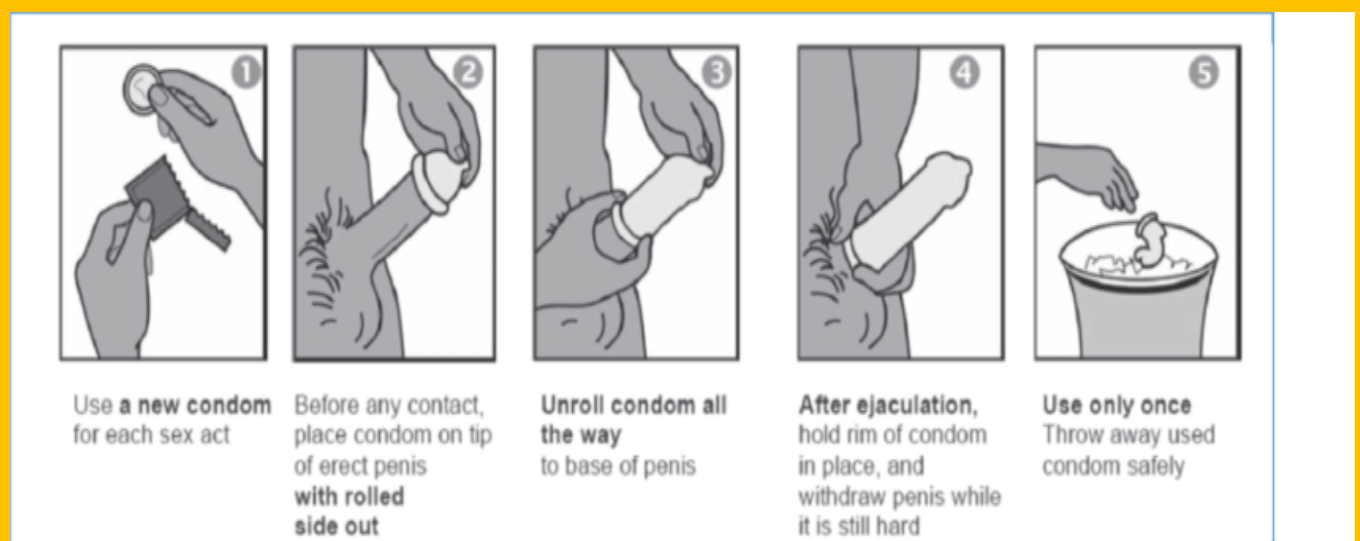 1
Use a new condom
for each sex act
2
Before any contact,
place condom on tip
of erect penis
with rolled
side out
3
Unroll condom all
the way
to base of penis
4
After ejaculation,
hold rim of condom
in place, and
withdraw penis while
it is still hard
5
Use only once
Throw away used
condom safely